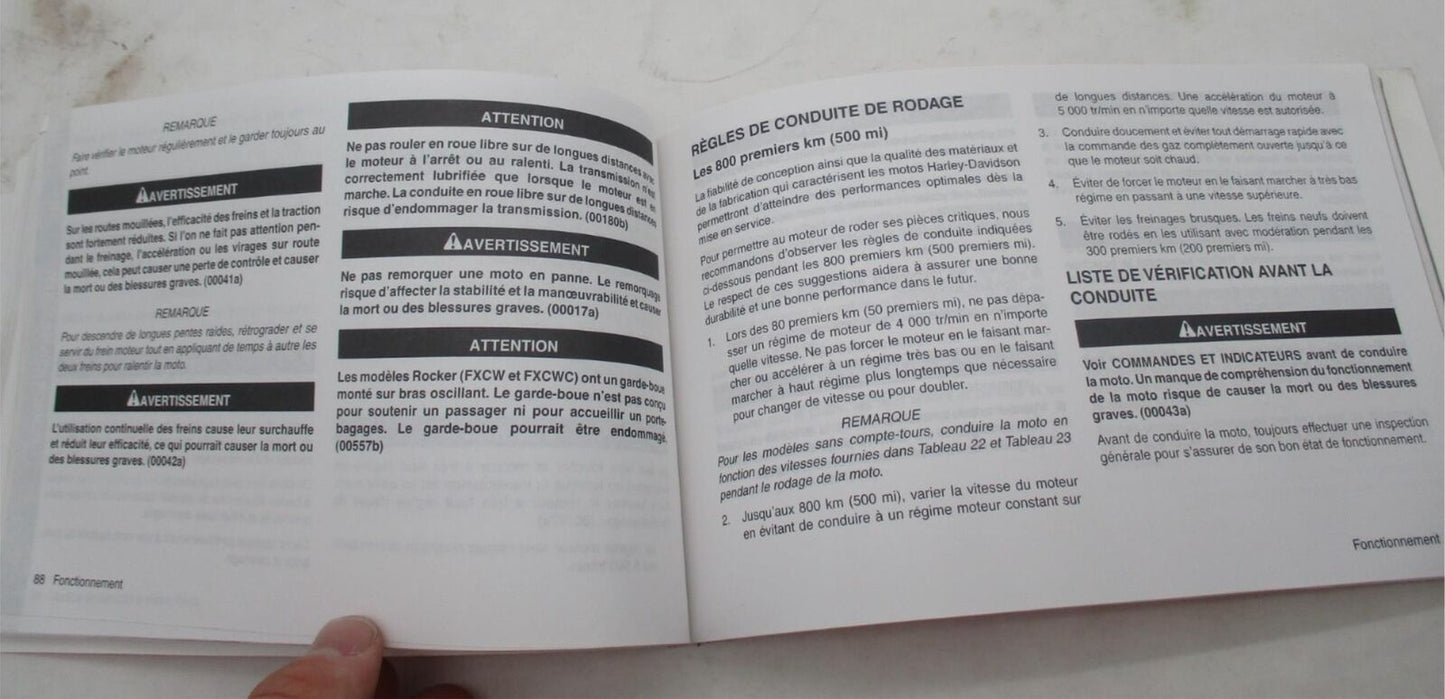 REMARQUE
Faire vérifier le moteur régulièrement et le garder toujours au
point.
AVERTISSEMENT
Sur les routes mouillées, l'efficacité des freins et la traction
sont fortement réduites. Si l'on ne fait pas attention pen-
dant le freinage, l'accélération ou les virages sur route
mouillée, cela peut causer une perte de contrôle et causer
la mort ou des blessures graves. (00041a)
REMARQUE
Pour descendre de longues pentes raides, rétrograder et se
servir du frein moteur tout en appliquant de temps à autre les
deux freins pour ralentir la moto.
AVERTISSEMENT
L'utilisation continuelle des freins cause leur surchauffe
et réduit leur efficacité, ce qui pourrait causer la mort ou
des blessures graves. (00042a)
88 Fonctionnement
ATTENTION
Ne pas rouler en roue libre sur de longues distances avec
le moteur à l'arrêt ou au ralenti. La transmission n'est
correctement lubrifiée que lorsque le moteur est en
marche. La conduite en roue libre sur de longues distances
risque d'endommager la transmission. (00180b)
AVERTISSEMENT
Ne pas remorquer une moto en panne. Le remorquage
risque d'affecter la stabilité et la manœuvrabilité et causer
la mort ou des blessures graves. (00017a)
ATTENTION
Les modèles Rocker (FXCW et FXCWC) ont un garde-boue
monté sur bras oscillant. Le garde-boue n'est pas conçu
pour soutenir un passager ni pour accueillir un porte-
bagages. Le garde-boue pourrait être endommagé.
(00557b)
RÈGLES DE CONDUITE DE RODAGE
Les 800 premiers km (500 mi)
La fiabilité de conception ainsi que la qualité des matériaux et
de la fabrication qui caractérisent les motos Harley-Davidson
permettront d'atteindre des performances optimales dès la
mise en service.
Pour permettre au moteur de roder ses pièces critiques, nous
recommandons d'observer les règles de conduite indiquées
ci-dessous pendant les 800 premiers km (500 premiers mi).
Le respect de ces suggestions aidera à assurer une bonne
durabilité et une bonne performance dans le futur.
1. Lors des 80 premiers km (50 premiers mi), ne pas dépa-
sser un régime de moteur de 4 000 tr/min en n'importe
quelle vitesse. Ne pas forcer le moteur en le faisant mar-
cher ou accélérer à un régime très bas ou en le faisant
marcher à haut régime plus longtemps que nécessaire
pour changer de vitesse ou pour doubler.
REMARQUE
Pour les modèles sans compte-tours, conduire la moto en
fonction des vitesses fournies dans Tableau 22 et Tableau 23
pendant le rodage de la moto.
2. Jusqu'aux 800 km (500 mi), varier la vitesse du moteur
en évitant de conduire à un régime moteur constant sur
de longues distances. Une accélération du moteur à
5 000 tr/min en n'importe quelle vitesse est autorisée.
3. Conduire doucement et éviter tout démarrage rapide avec
la commande des gaz complètement ouverte jusqu'à ce
que le moteur soit chaud.
4. Éviter de forcer le moteur en le faisant marcher à très bas
régime en passant à une vitesse supérieure.
5. Éviter les freinages brusques. Les freins neufs doivent
être rodés en les utilisant avec modération pendant les
300 premiers km (200 premiers mi).
LISTE DE VÉRIFICATION AVANT LA
CONDUITE
AVERTISSEMENT
Voir COMMANDES ET INDICATEURS avant de conduire
la moto. Un manque de compréhension du fonctionnement
de la moto risque de causer la mort ou des blessures
graves. (00043a)
Avant de conduire la moto, toujours effectuer une inspection
générale pour s'assurer de son bon état de fonctionnement.
Fonctionnement